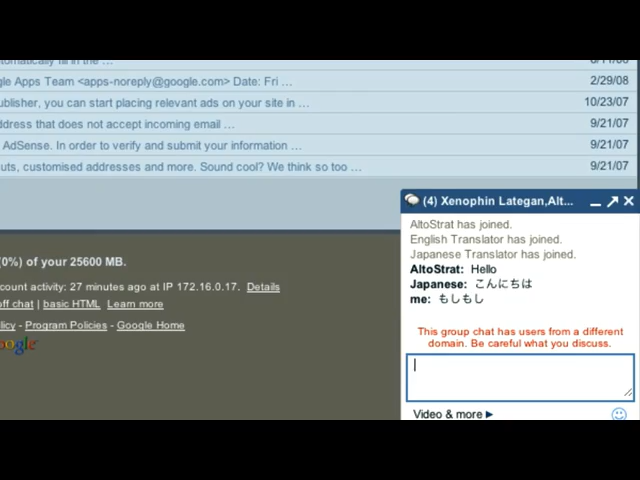 tomatically fill in the ...
gle Apps Team <apps-noreply@google.com> Date: Fri ...
2/29/08
ublisher, you can start placing relevant ads on your site in ...
10/23/07
ddress that does not accept incoming email ...
9/21/07
AdSense. In order to verify and submit your information ...
9/21/07
uts, customised addresses and more. Sound cool? We think so too ...
9/21/07
(4) Xenophin Lategan,Alt...
AltoStrat has joined.
English Translator has joined.
Japanese Translator has joined.
AltoStrat: Hello
Japanese: こんにちは
me: もしもし
This group chat has users from a different
domain. Be careful what you discuss.
Video & more ▶
(0%) of your 25600 MB.
count activity: 27 minutes ago at IP 172.16.0.17. Details
off chat | basic HTML Learn more
licy - Program Policies - Google Home
oogle